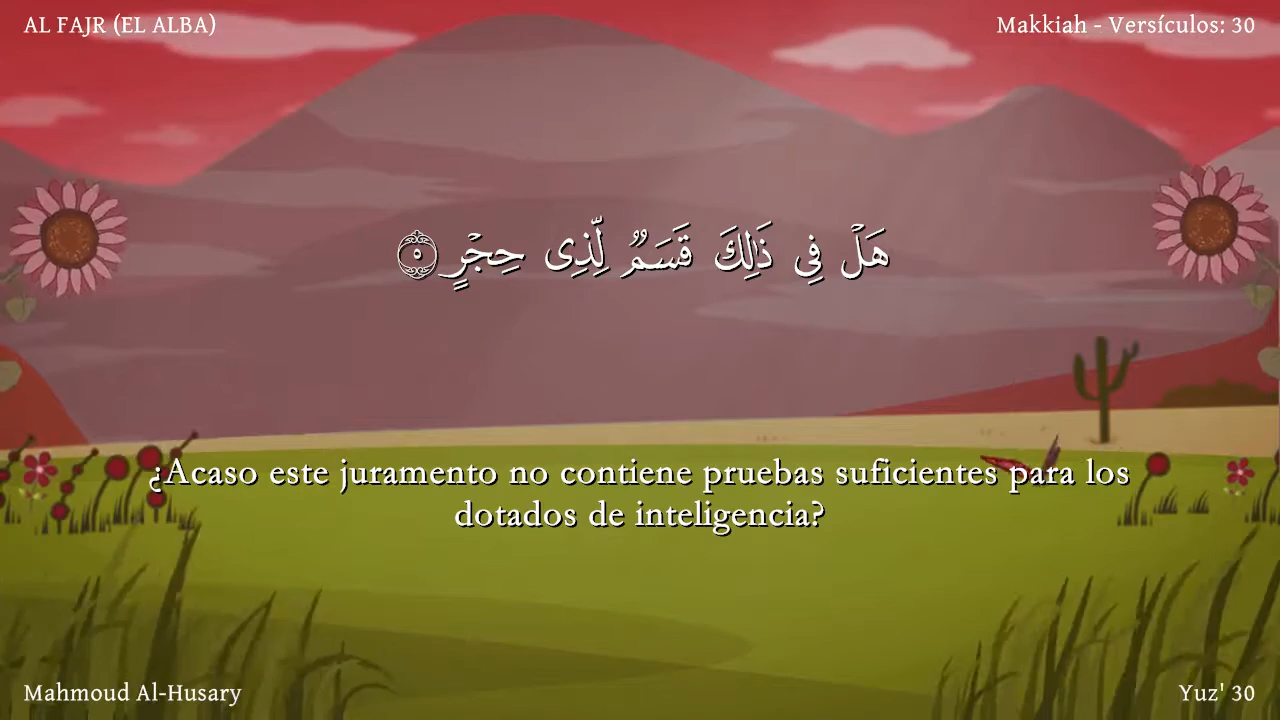 AL FAJR (EL ALBA)
Makkiah - Versículos: 30
هَلْ فِى ذَٰلِكَ قَسَمٌ لِّذِى حِجْرٍ ٥
¿Acaso este juramento no contiene pruebas suficientes para los
dotados de inteligencia?
Mahmoud Al-Husary
Yuz' 30